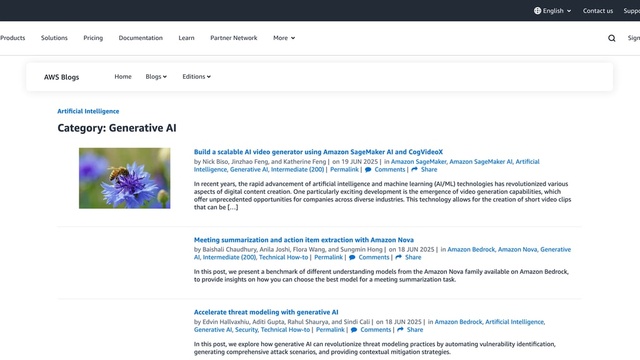 English Contact us Suppo
Products Solutions Pricing Documentation Learn Partner Network More Sign
AWS Blogs Home Blogs Editions
Artificial Intelligence
Category: Generative AI
Build a scalable AI video generator using Amazon SageMaker AI and CogVideoX
by Nick Biso, Jinzhao Feng, and Katherine Feng | on 19 JUN 2025 | in Amazon SageMaker, Amazon SageMaker AI, Artificial
Intelligence, Generative AI, Intermediate (200) | Permalink | Comments | Share
In recent years, the rapid advancement of artificial intelligence and machine learning (AI/ML) technologies has revolutionized various
aspects of digital content creation. One particularly exciting development is the emergence of video generation capabilities, which
offer unprecedented opportunities for companies across diverse industries. This technology allows for the creation of short video clips
that can be […]
Meeting summarization and action item extraction with Amazon Nova
by Baishali Chaudhury, Anila Joshi, Flora Wang, and Sungmin Hong | on 18 JUN 2025 | in Amazon Bedrock, Amazon Nova, Generative
AI, Intermediate (200), Technical How-to | Permalink | Comments | Share
In this post, we present a benchmark of different understanding models from the Amazon Nova family available on Amazon Bedrock,
to provide insights on how you can choose the best model for a meeting summarization task.
Accelerate threat modeling with generative AI
by Edvin Hallvaxhiu, Aditi Gupta, Rahul Shaurya, and Sindi Cali | on 18 JUN 2025 | in Amazon Bedrock, Artificial Intelligence,
Generative AI, Security, Technical How-to | Permalink | Comments | Share
In this post, we explore how generative AI can revolutionize threat modeling practices by automating vulnerability identification,
generating comprehensive attack scenarios, and providing contextual mitigation strategies.